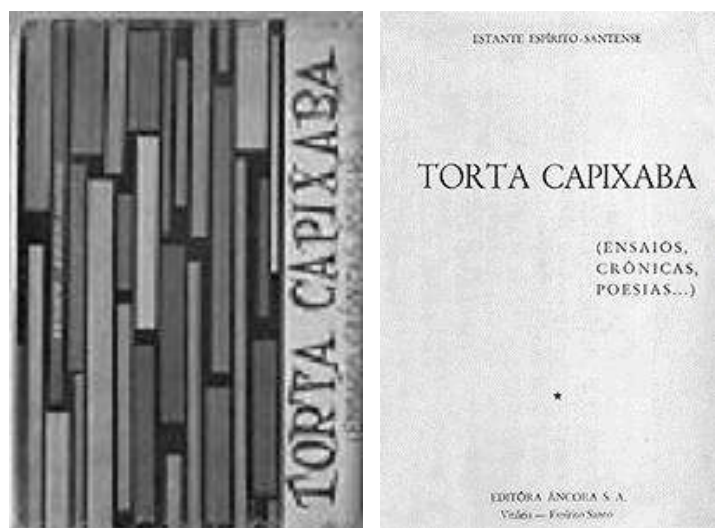 TORTA CAPIXABA
ESTANTE ESPÍRITO-SANTENSE
TORTA CAPIXABA
(ENSAIOS,
CRÔNICAS,
POESIAS...)
★
EDITÔRA ÂNCORA S. A.
Vitória — Espírito Santo